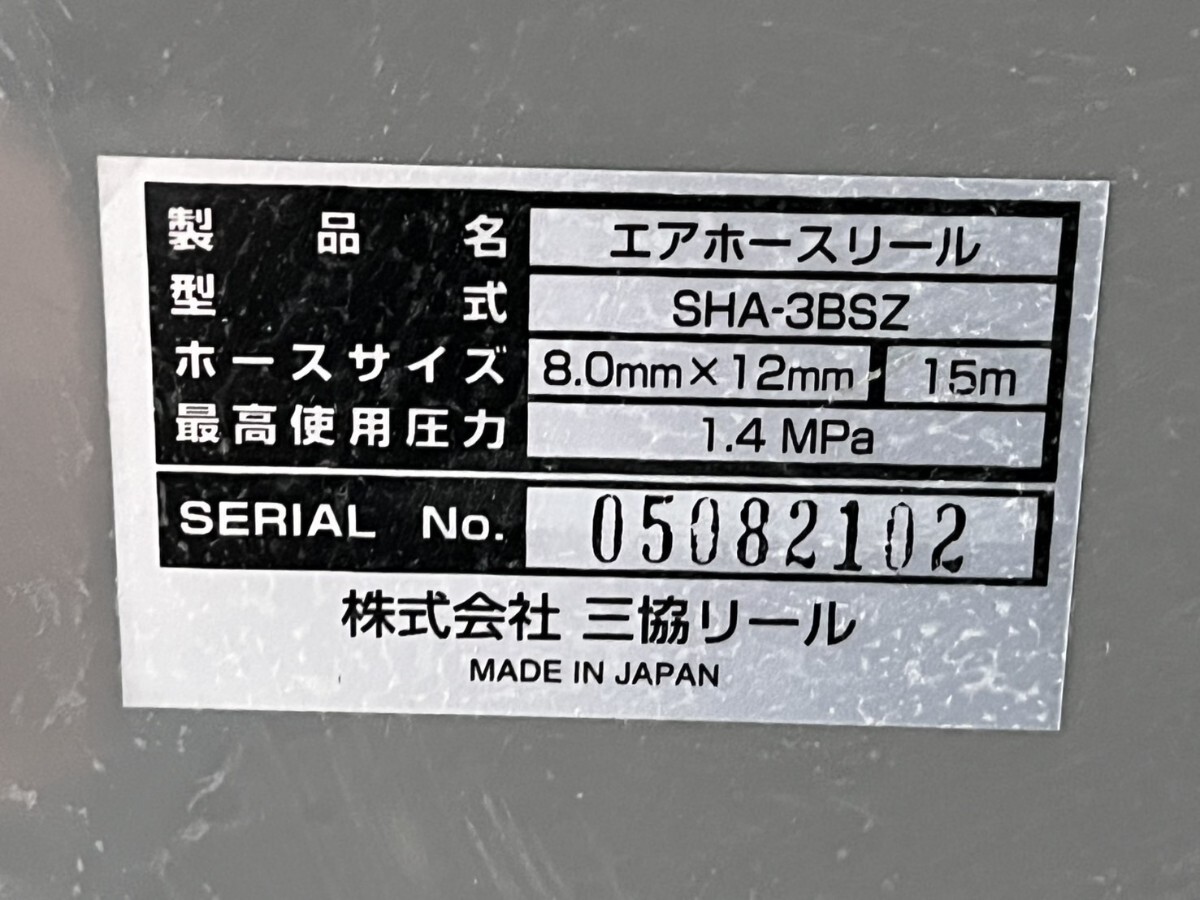 製品名 エアホースリール
型式 SHA-3BSZ
ホースサイズ 8.0mm×12mm 15m
最高使用圧力 1.4 MPa
SERIAL No. 05082102
株式会社 三協リール
MADE IN JAPAN